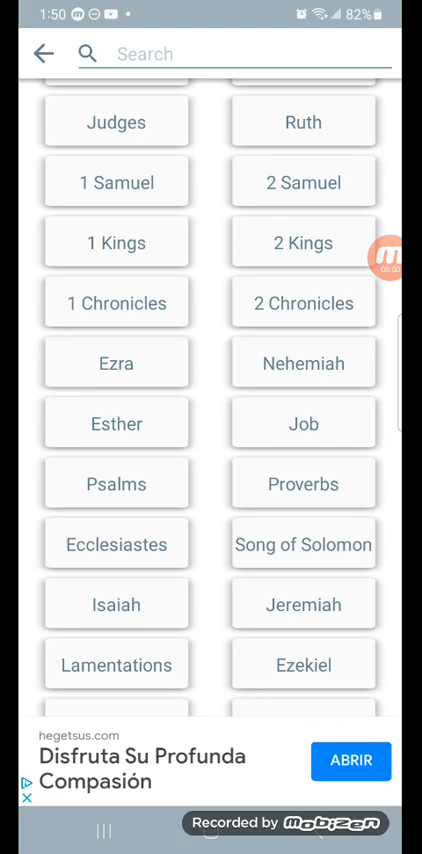 1:50
82%
Search
Judges
Ruth
1 Samuel
2 Samuel
1 Kings
2 Kings
1 Chronicles
2 Chronicles
Ezra
Nehemiah
Esther
Job
Psalms
Proverbs
Ecclesiastes
Song of Solomon
Isaiah
Jeremiah
Lamentations
Ezekiel
hegetsus.com
Disfruta Su Profunda
Compasión
ABRIR
Recorded by mobizen